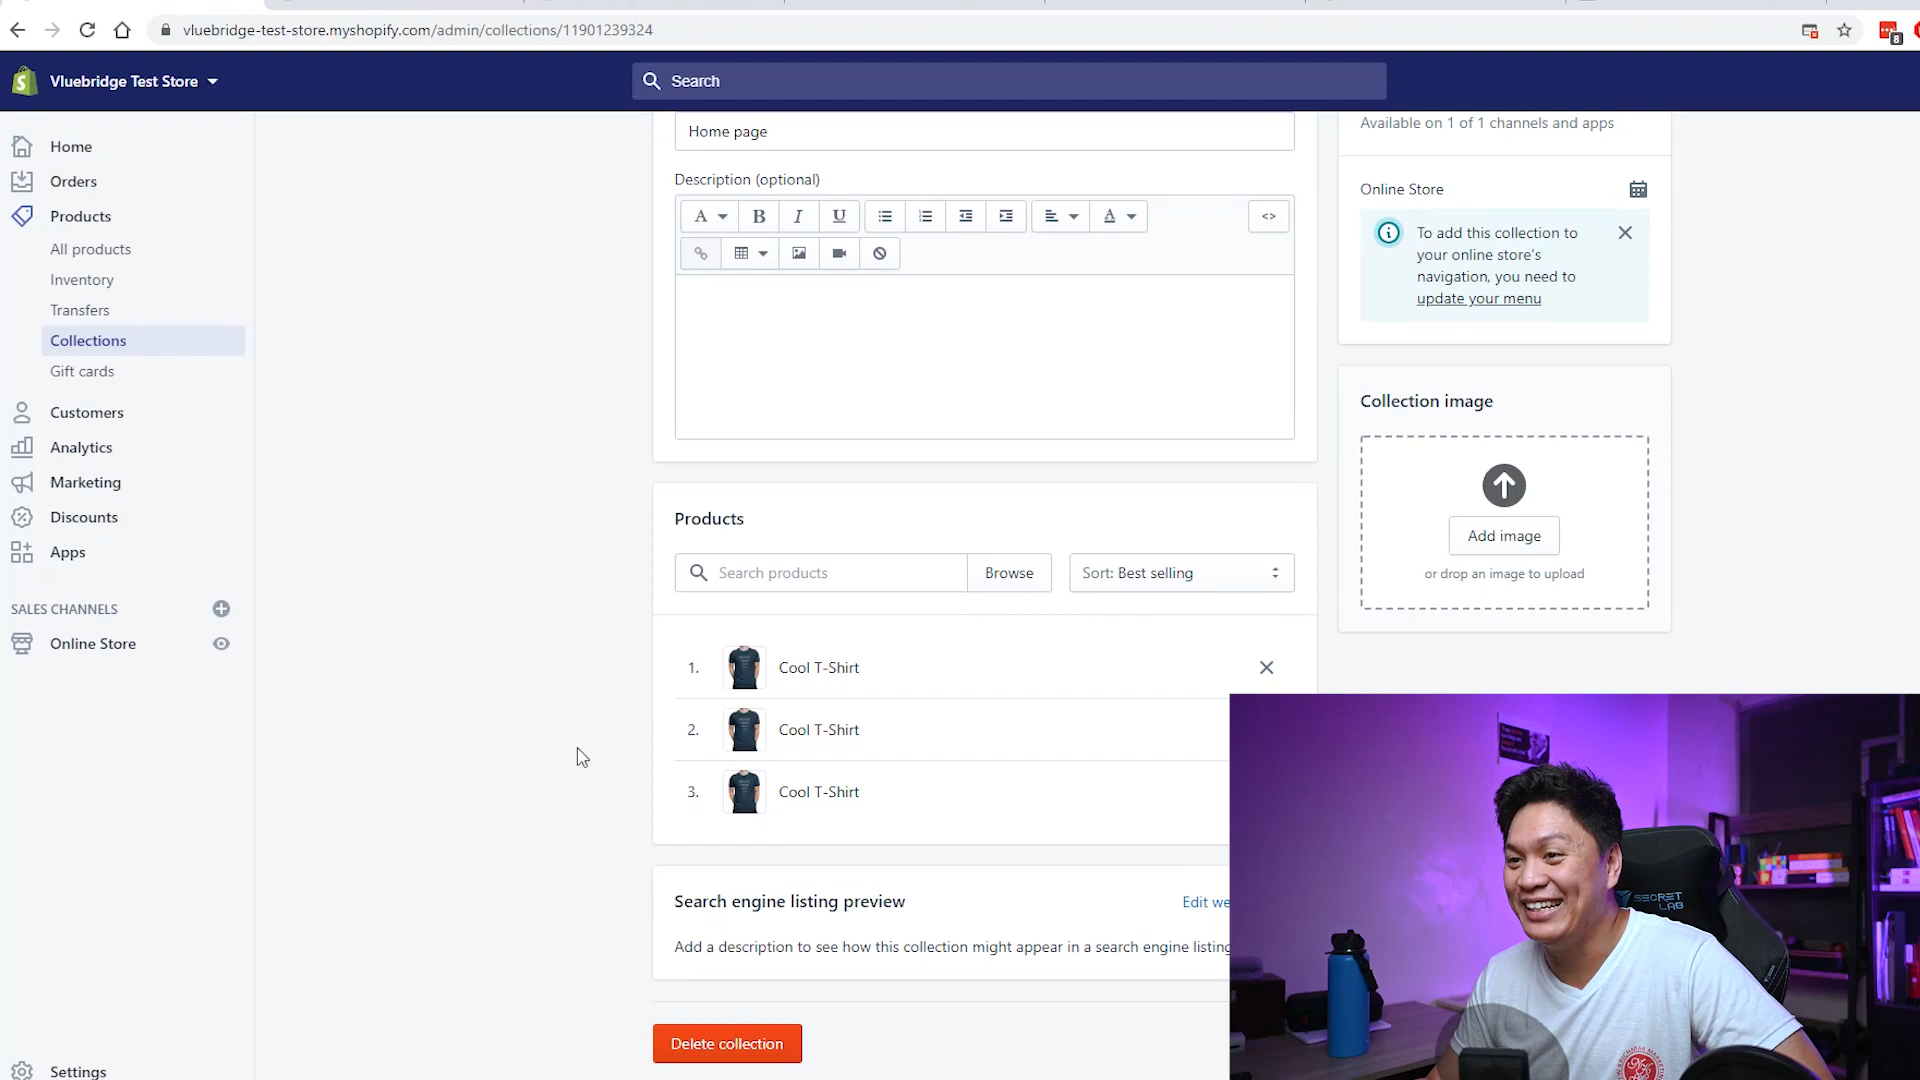 vluebridge-test-store.myshopify.com/admin/collections/11901239324
8
Vluebridge Test Store
Search
Home
Orders
Products
All products
Inventory
Transfers
Collections
Gift cards
Customers
Analytics
Marketing
Discounts
Apps
SALES CHANNELS
Online Store
Settings
Home page
Description (optional)
A
B
I
U
A
<>
Products
Search products
Browse
Sort: Best selling
1.
Cool T-Shirt
2.
Cool T-Shirt
3.
Cool T-Shirt
Search engine listing preview
Edit we
Add a description to see how this collection might appear in a search engine listing
Delete collection
Available on 1 of 1 channels and apps
Online Store
To add this collection to
your online store's
navigation, you need to
update your menu
Collection image
Add image
or drop an image to upload
SECRET
LAB